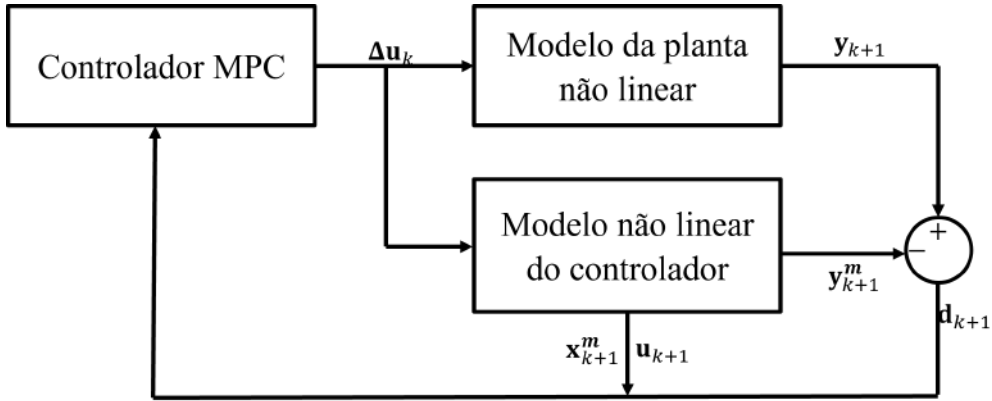 Controlador MPC
Δu_k
Modelo da planta
não linear
y_{k+1}
Modelo não linear
do controlador
+
−
y^m_{k+1}
d_{k+1}
x^m_{k+1} u_{k+1}